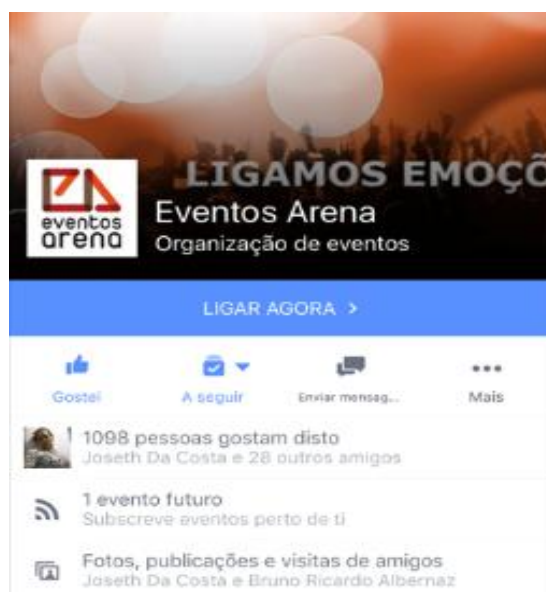 LIGAMOS EMOÇÕ
eventos
arena
Eventos Arena
Organização de eventos
LIGAR AGORA >
Gostei
A seguir
Enviar mensag...
Mais
1098 pessoas gostam disto
Joseth Da Costa e 28 outros amigos
1 evento futuro
Subscreve eventos perto de ti
Fotos, publicações e visitas de amigos
Joseth Da Costa e Bruno Ricardo Albernaz